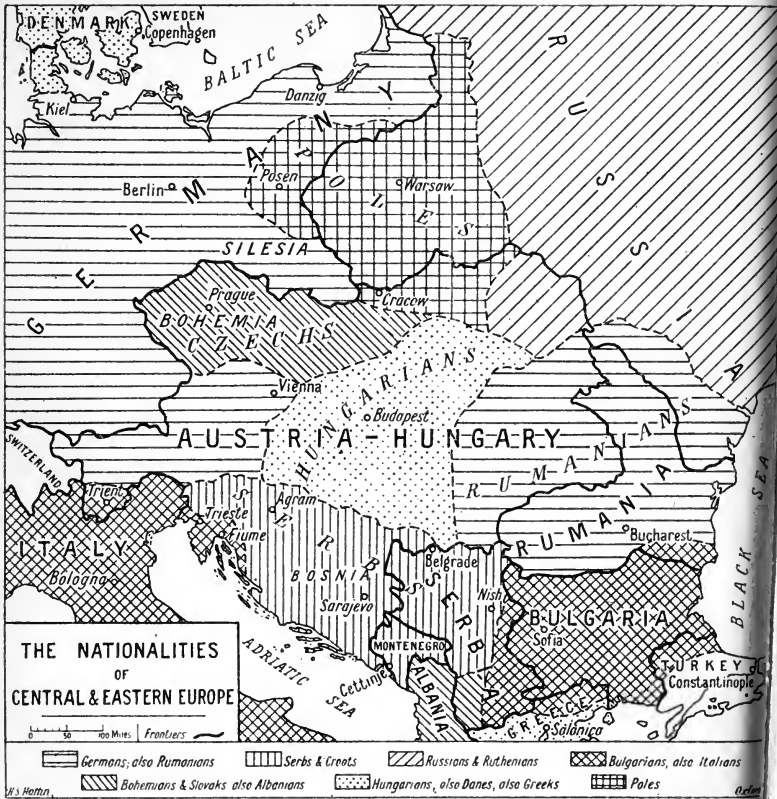 DENMARK
SWEDEN
Copenhagen
BALTIC SEA
RUSSIA
Kiel
Danzig
GERMANY
Berlin
Posen
POLES
Warsaw
SILESIA
Cracow
Prague
BOHEMIA
CZECHS
Vienna
HUNGARIANS
Budapest
AUSTRIA-HUNGARY
SWITZERLAND
RUMANIANS
Trient
Trieste
Fiume
Agram
SERBS
ITALY
Bologna
RUMANIA
Bucharest
BLACK SEA
BOSNIA
Sarajevo
Belgrade
SERBIA
Nish
BULGARIA
Sofia
MONTENEGRO
Cettinje
ALBANIA
ADRIATIC SEA
TURKEY
Constantinople
GREECE
Salonica
THE NATIONALITIES
OF
CENTRAL & EASTERN EUROPE
0 50 100 Miles Frontiers
Germans, also Rumanians
Serbs & Croats
Russians & Ruthenians
Bulgarians, also Italians
Bohemians & Slovaks also Albanians
Hungarians, also Danes, also Greeks
Poles